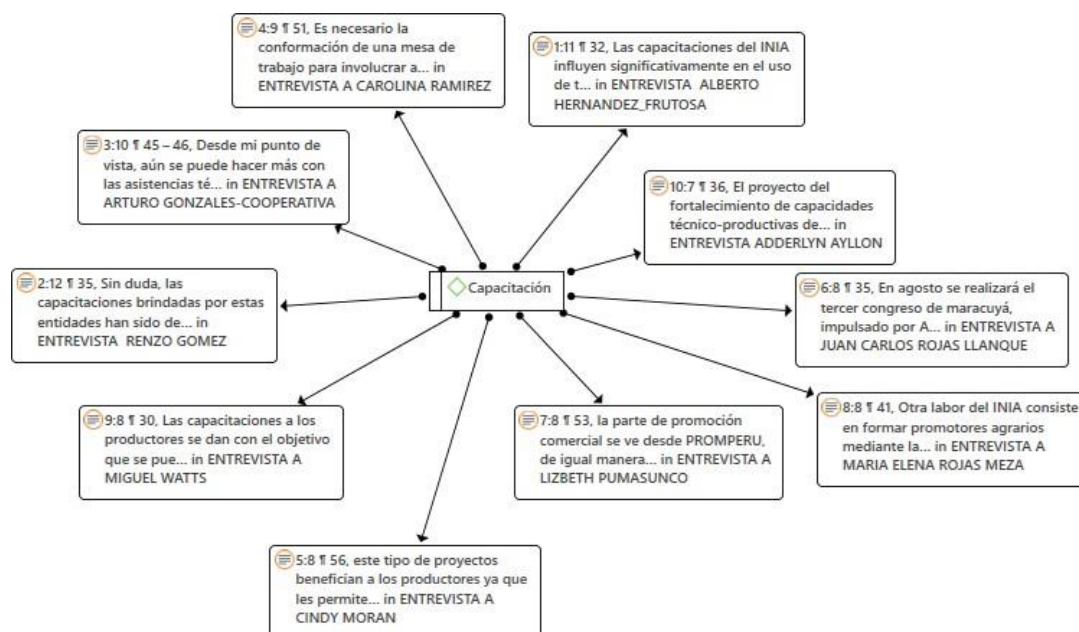 4:9 ¶ 51, Es necesario la
conformación de una mesa de
trabajo para involucrar a... in
ENTREVISTA A CAROLINA RAMIREZ
1:11 ¶ 32, Las capacitaciones del INIA
influyen significativamente en el uso
de t... in ENTREVISTA  ALBERTO
HERNANDEZ_FRUTOSA
3:10 ¶ 45 – 46, Desde mi punto de
vista, aún se puede hacer más con
las asistencias té... in ENTREVISTA A
ARTURO GONZALES-COOPERATIVA
10:7 ¶ 36, El proyecto del
fortalecimiento de capacidades
técnico-productivas de... in
ENTREVISTA ADDERLYN AYLLON
Capacitación
2:12 ¶ 35, Sin duda, las
capacitaciones brindadas por estas
entidades han sido de... in
ENTREVISTA  RENZO GOMEZ
6:8 ¶ 35, En agosto se realizará el
tercer congreso de maracuyá,
impulsado por A... in ENTREVISTA A
JUAN CARLOS ROJAS LLANQUE
9:8 ¶ 30, Las capacitaciones a los
productores se dan con el objetivo
que se pue... in ENTREVISTA A
MIGUEL WATTS
7:8 ¶ 53, la parte de promoción
comercial se ve desde PROMPERU,
de igual manera... in ENTREVISTA A
LIZBETH PUMASUNCO
8:8 ¶ 41, Otra labor del INIA consiste
en formar promotores agrarios
mediante la... in ENTREVISTA A
MARIA ELENA ROJAS MEZA
5:8 ¶ 56, este tipo de proyectos
benefician a los productores ya que
les permite... in ENTREVISTA A
CINDY MORAN